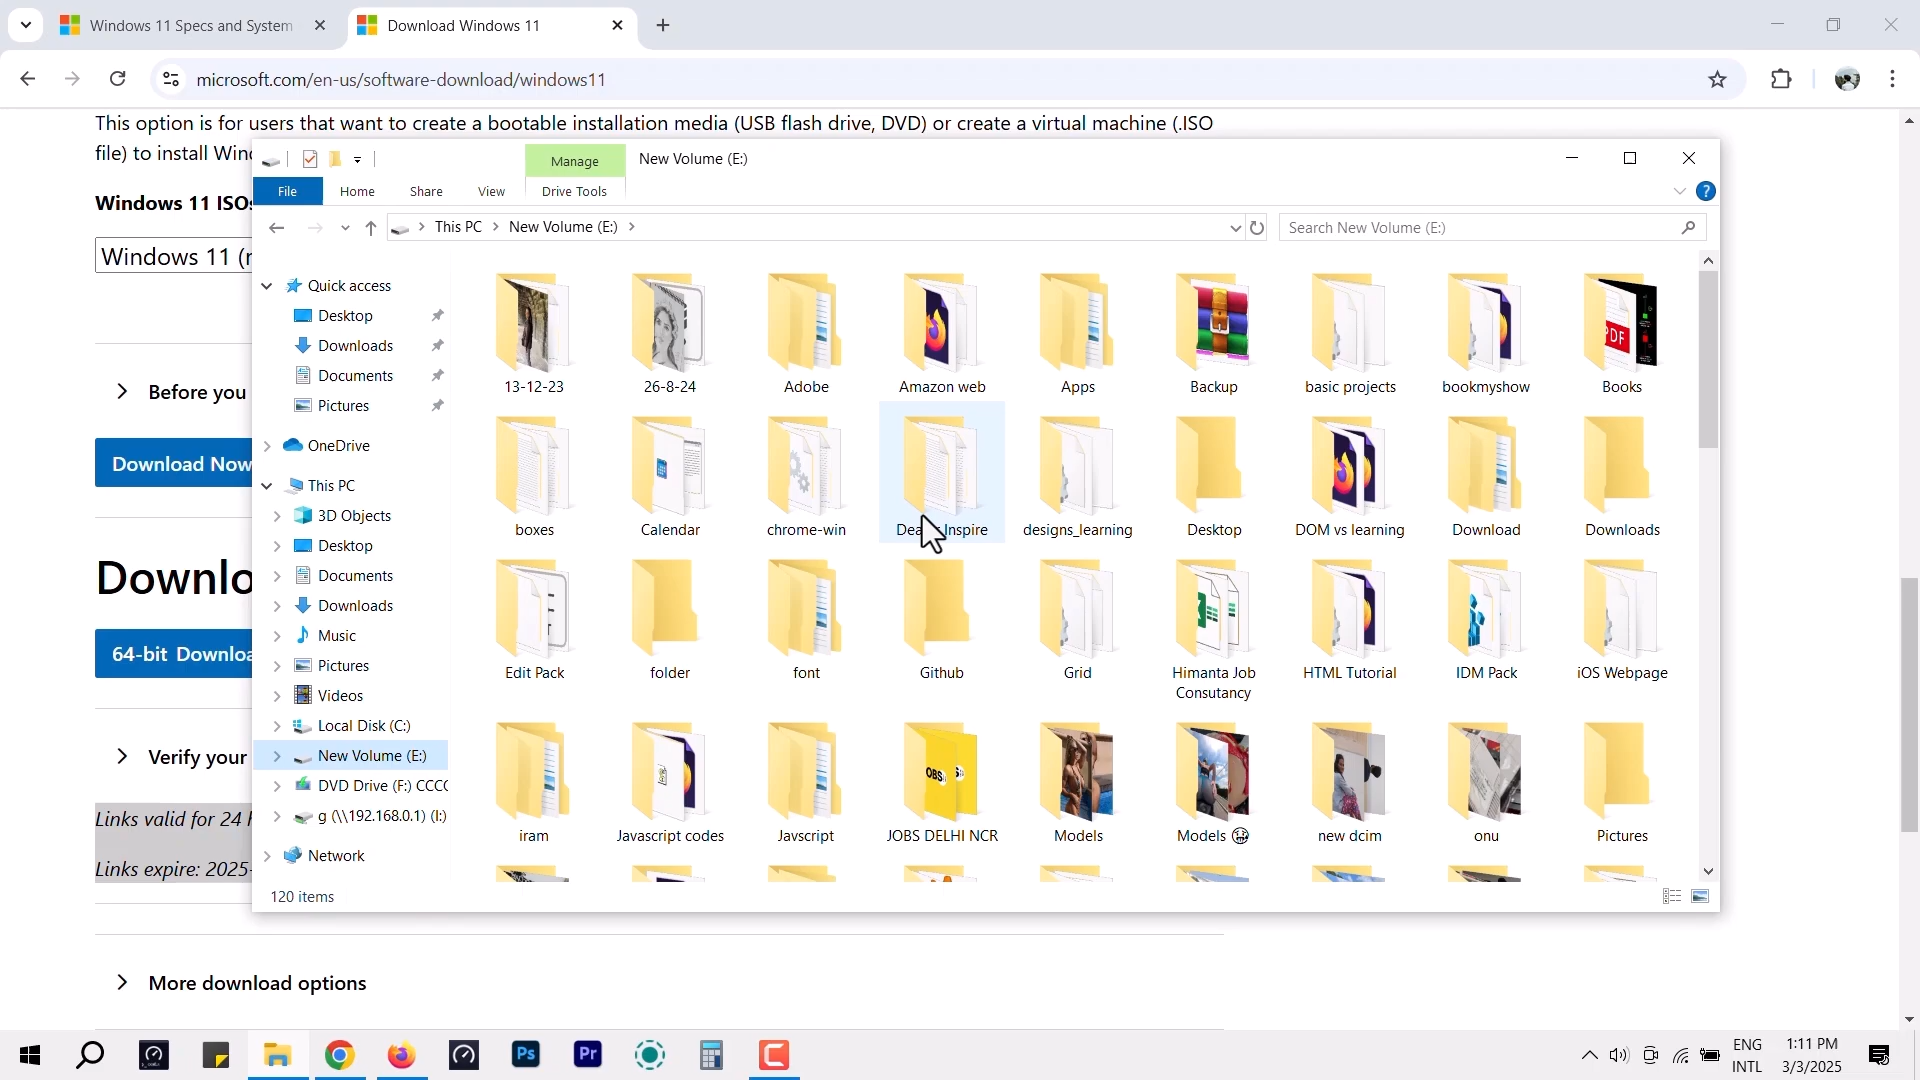 Windows 11 Specs and System
Download Windows 11
microsoft.com/en-us/software-download/windows11
This option is for users that want to create a bootable installation media (USB flash drive, DVD) or create a virtual machine (.ISO
file) to install Win
Manage
New Volume (E:)
File
Home
Share
View
Drive Tools
Windows 11 ISO
This PC
New Volume (E:)
Search New Volume (E:)
Windows 11 (
Quick access
Desktop
Downloads
Documents
Pictures
OneDrive
This PC
3D Objects
Desktop
Documents
Downloads
Music
Pictures
Videos
Local Disk (C:)
New Volume (E:)
DVD Drive (F:) CCC
g (\\192.168.0.1) (I:)
Network
13-12-23
26-8-24
Adobe
Amazon web
Apps
Backup
basic projects
bookmyshow
Books
PDF
boxes
Calendar
chrome-win
Inspire
designs_learning
Desktop
DOM vs learning
Download
Downloads
Edit Pack
folder
font
Github
Grid
Himanta Job
Consutancy
HTML Tutorial
IDM Pack
iOS Webpage
OBS
iram
Javascript codes
Javscript
JOBS DELHI NCR
Models
Models 😀
new dcim
onu
Pictures
120 items
Before you
Download Now
Downlo
64-bit Downloa
Verify your
Links valid for 24
Links expire: 2025-
More download options
Ps
Pr
ENG
INTL
1:11 PM
3/3/2025